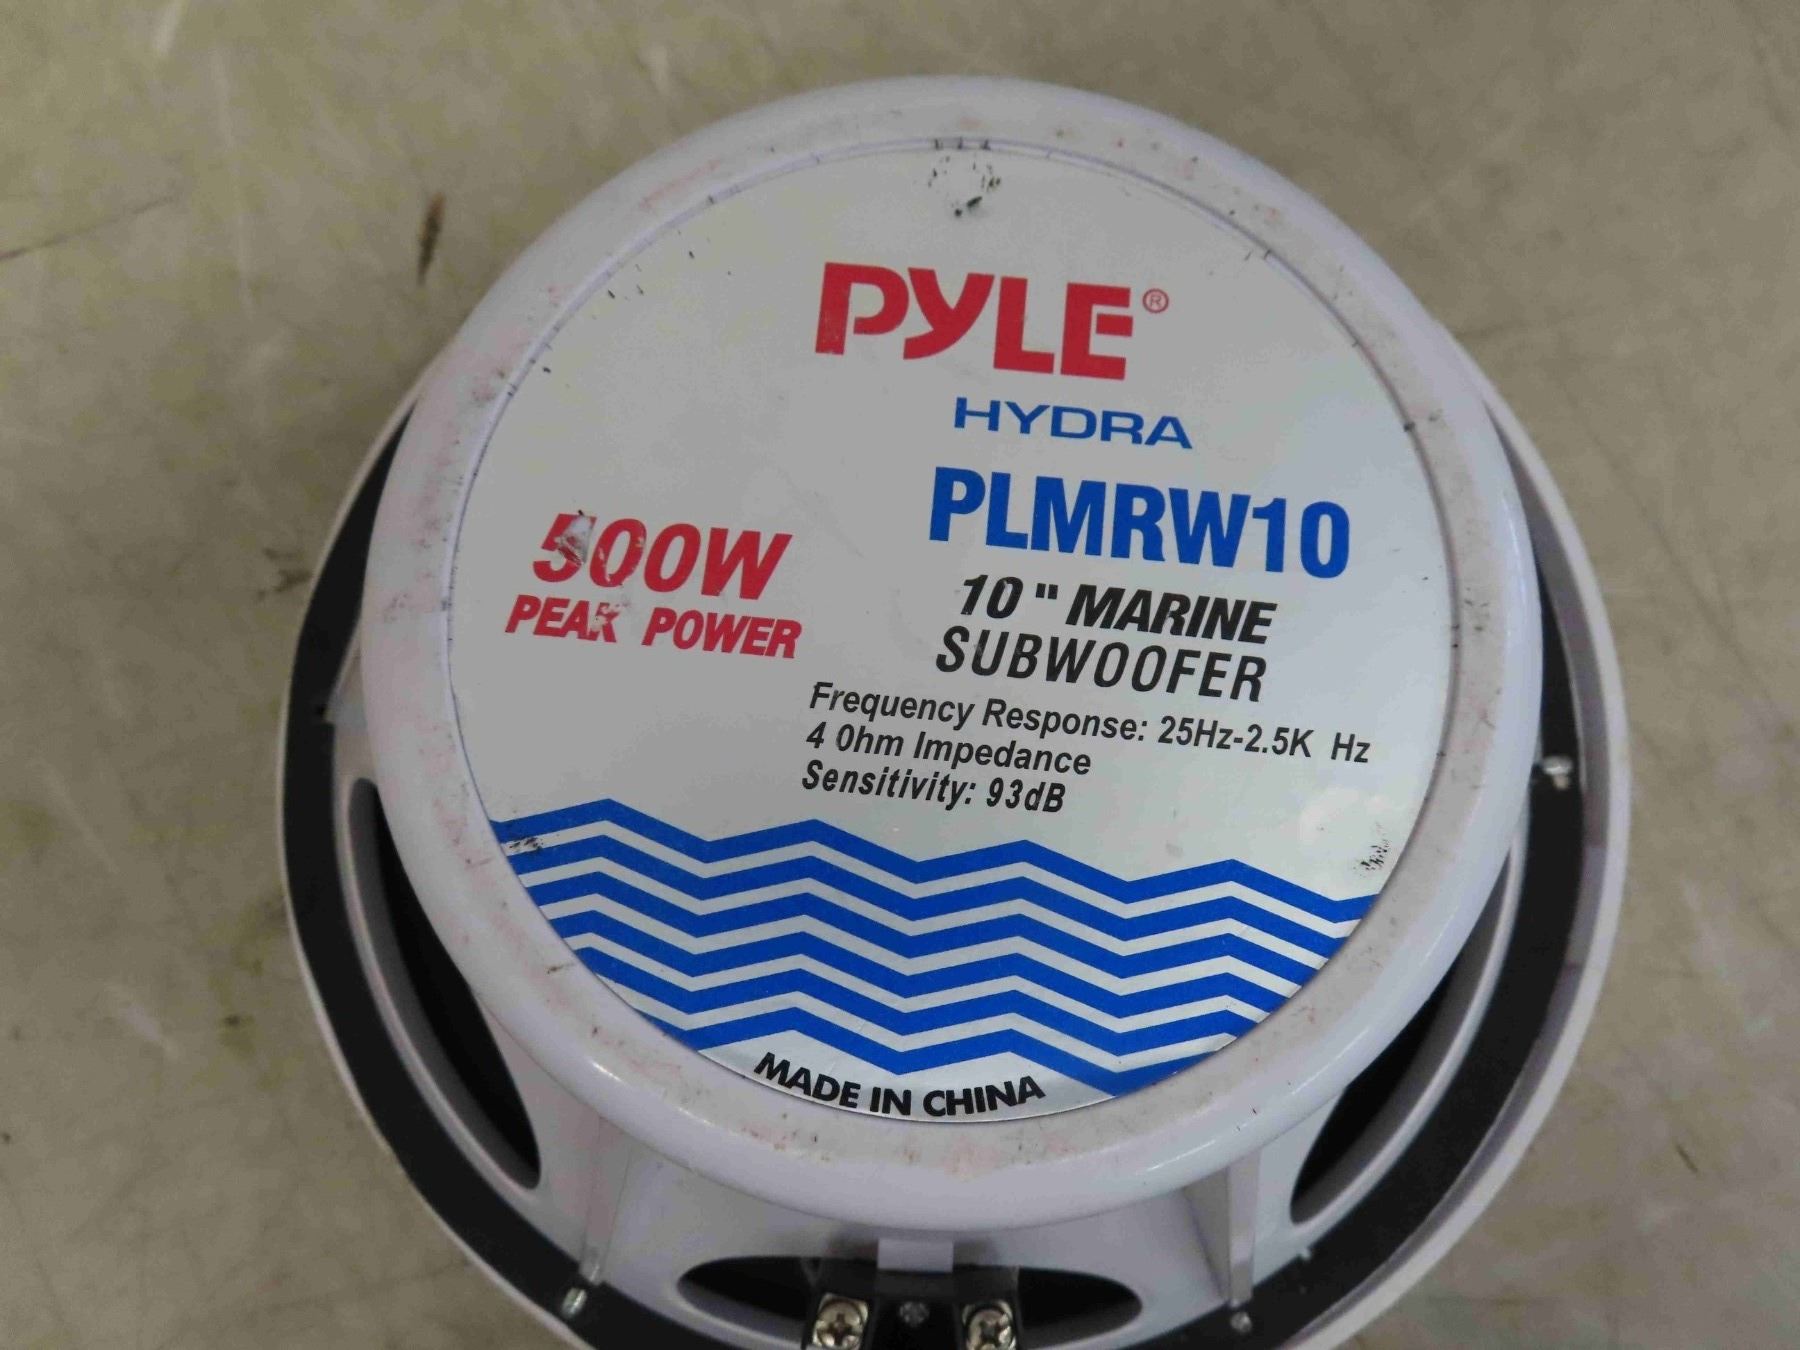 PYLE®
HYDRA
PLMRW10
500W
PEAK POWER
10" MARINE
SUBWOOFER
Frequency Response: 25Hz-2.5K Hz
4 Ohm Impedance
Sensitivity: 93dB
MADE IN CHINA